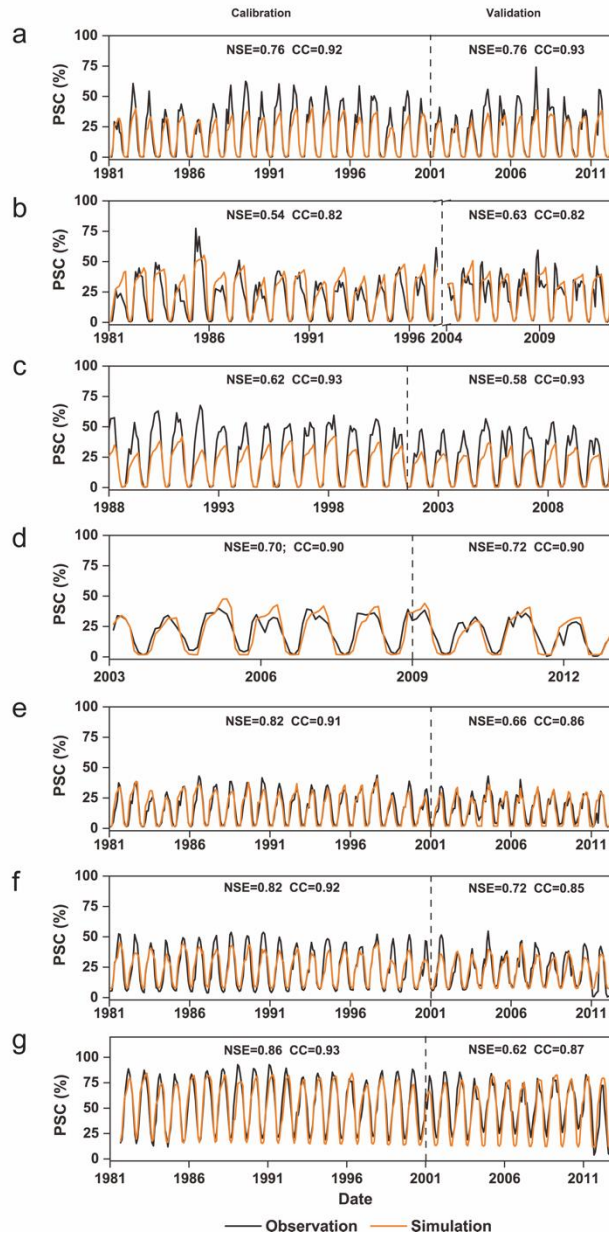 Calibration Validation
a
NSE=0.76 CC=0.92 NSE=0.76 CC=0.93
PSC (%)
100
75
50
25
0
1981 1986 1991 1996 2001 2006 2011
b
NSE=0.54 CC=0.82 NSE=0.63 CC=0.82
PSC (%)
100
75
50
25
0
1981 1986 1991 1996 2004 2009
c
NSE=0.62 CC=0.93 NSE=0.58 CC=0.93
PSC (%)
100
75
50
25
0
1988 1993 1998 2003 2008
d
NSE=0.70; CC=0.90 NSE=0.72 CC=0.90
PSC (%)
100
75
50
25
0
2003 2006 2009 2012
e
NSE=0.82 CC=0.91 NSE=0.66 CC=0.86
PSC (%)
100
75
50
25
0
1981 1986 1991 1996 2001 2006 2011
f
NSE=0.82 CC=0.92 NSE=0.72 CC=0.85
PSC (%)
100
75
50
25
0
1981 1986 1991 1996 2001 2006 2011
g
NSE=0.86 CC=0.93 NSE=0.62 CC=0.87
PSC (%)
100
75
50
25
0
1981 1986 1991 1996 2001 2006 2011
Date
Observation Simulation